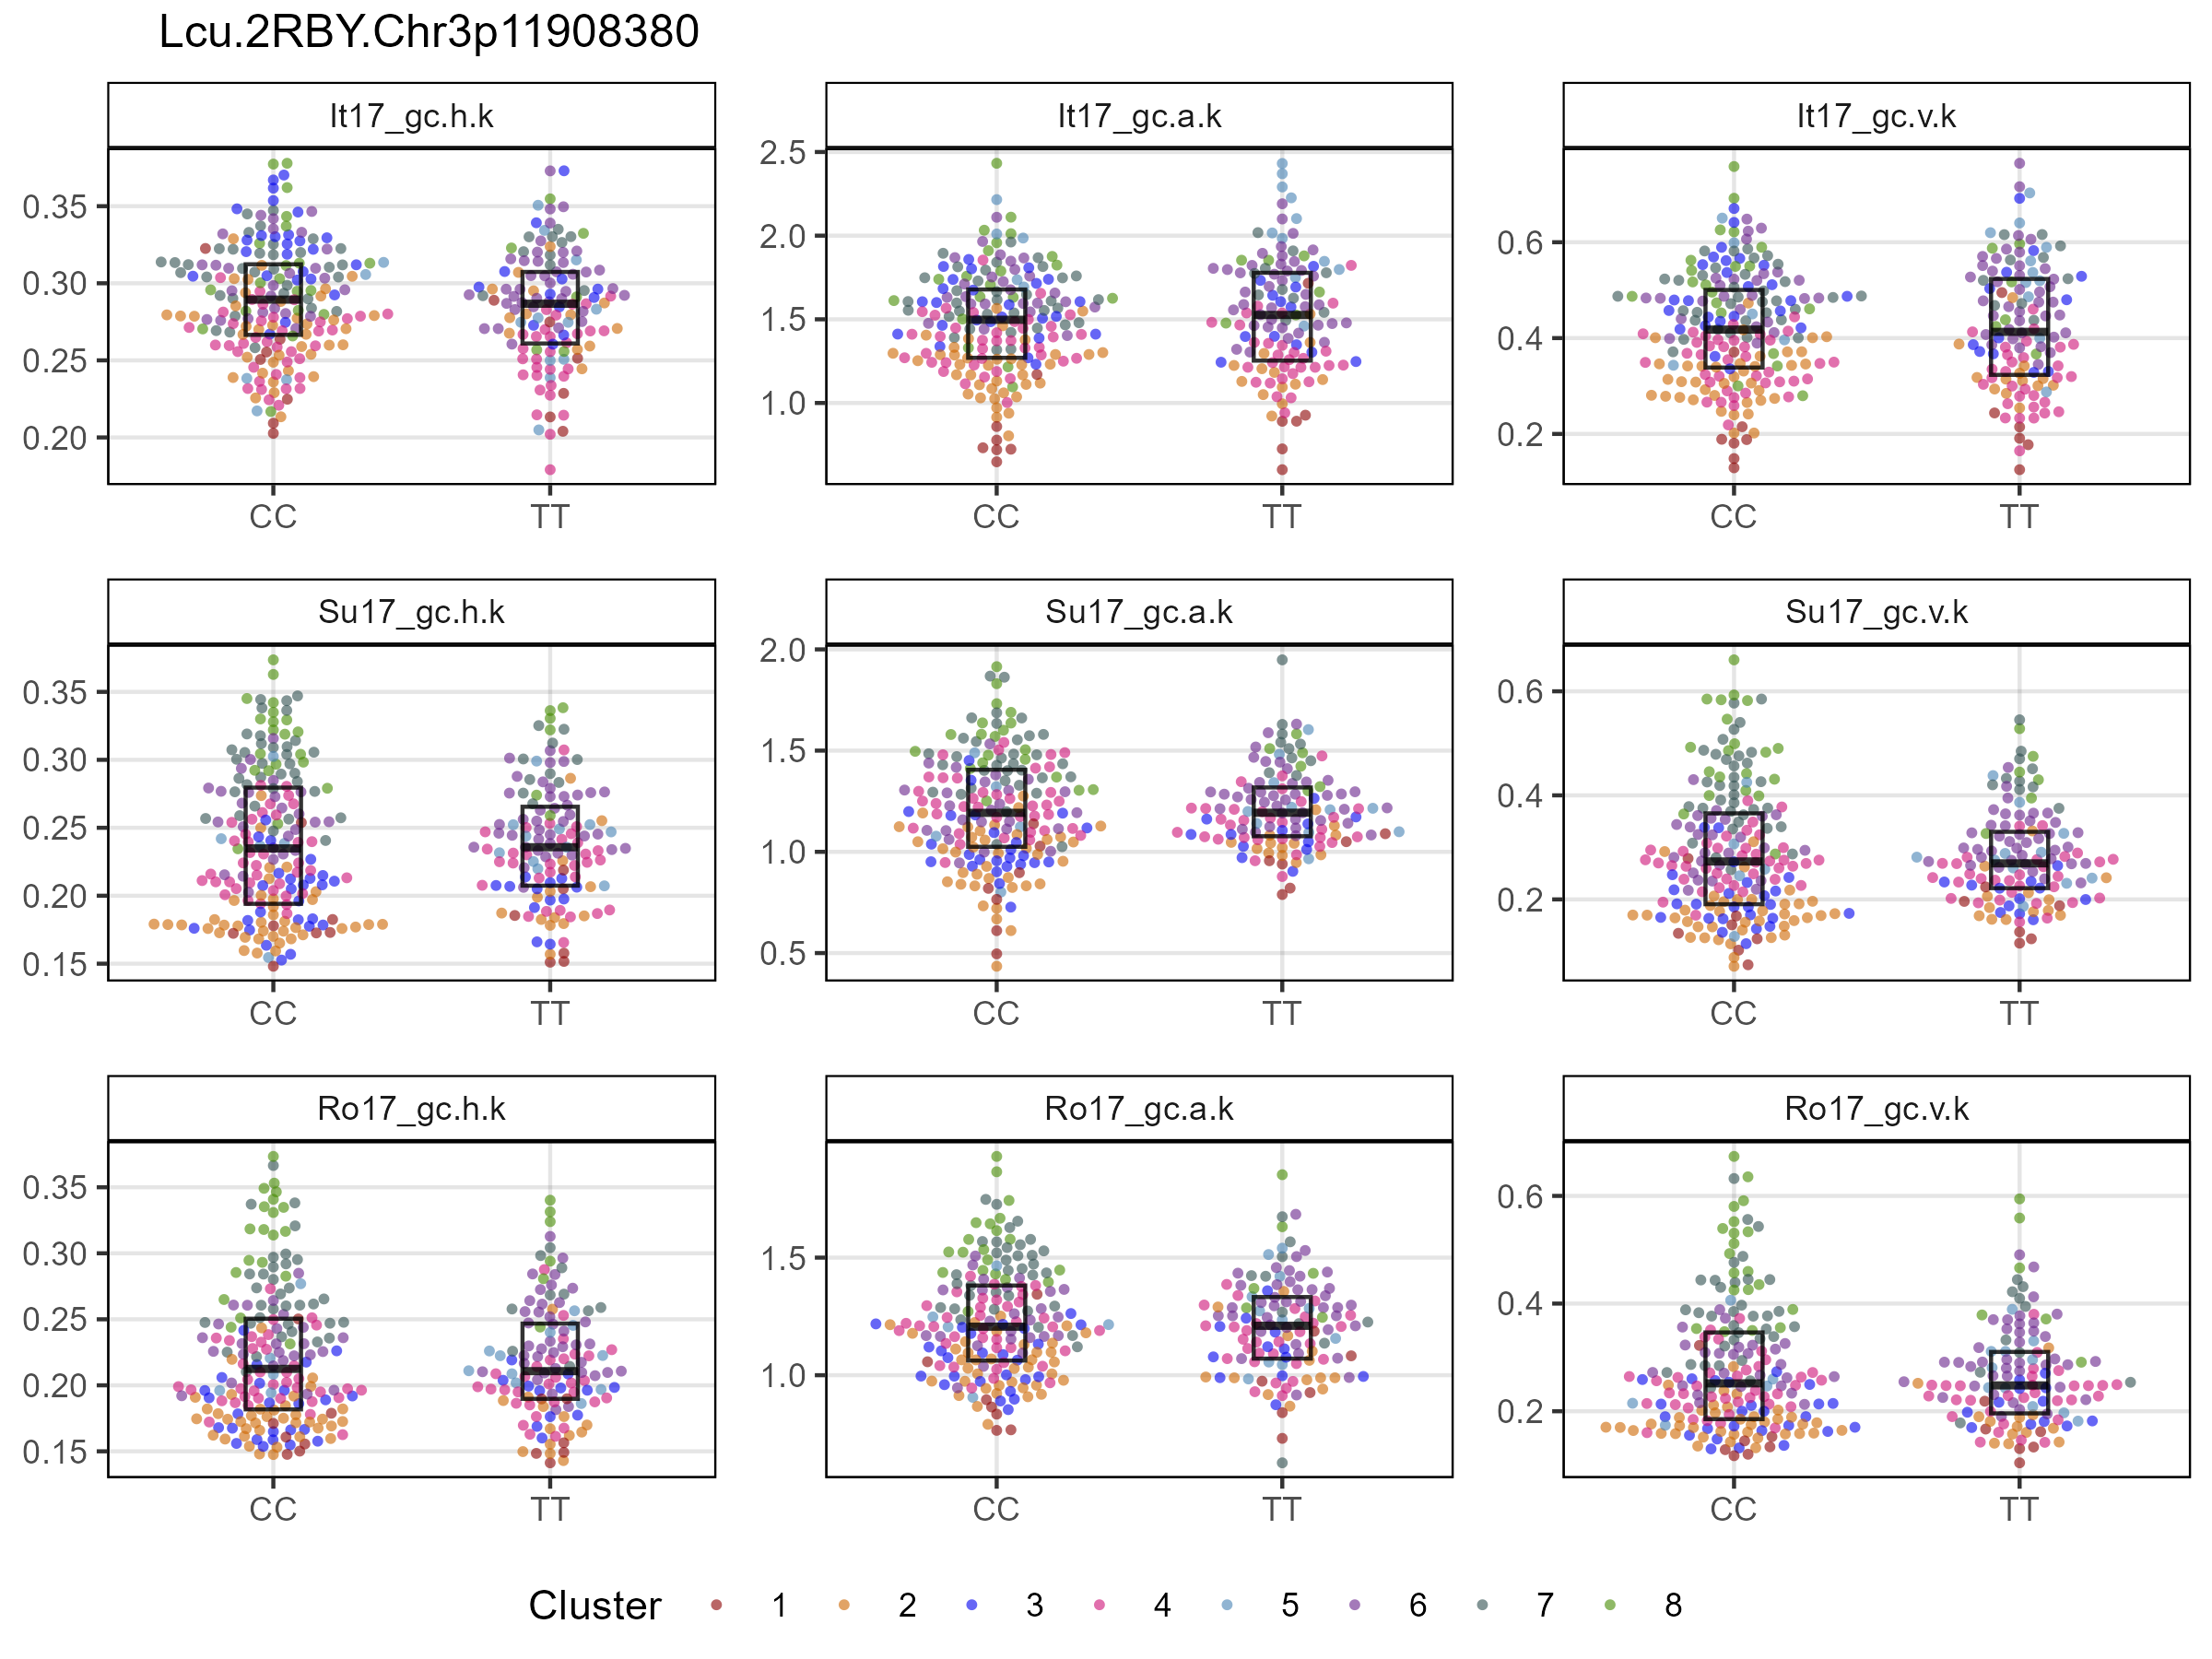 Lcu.2RBY.Chr3p11908380
It17_gc.h.k It17_gc.a.k It17_gc.v.k
0.35
0.30
0.25
0.20
CC TT
2.5
2.0
1.5
1.0
CC TT
0.6
0.4
0.2
CC TT
Su17_gc.h.k Su17_gc.a.k Su17_gc.v.k
0.35
0.30
0.25
0.20
0.15
CC TT
2.0
1.5
1.0
0.5
CC TT
0.6
0.4
0.2
CC TT
Ro17_gc.h.k Ro17_gc.a.k Ro17_gc.v.k
0.35
0.30
0.25
0.20
0.15
CC TT
1.5
1.0
CC TT
0.6
0.4
0.2
CC TT
Cluster 1 2 3 4 5 6 7 8